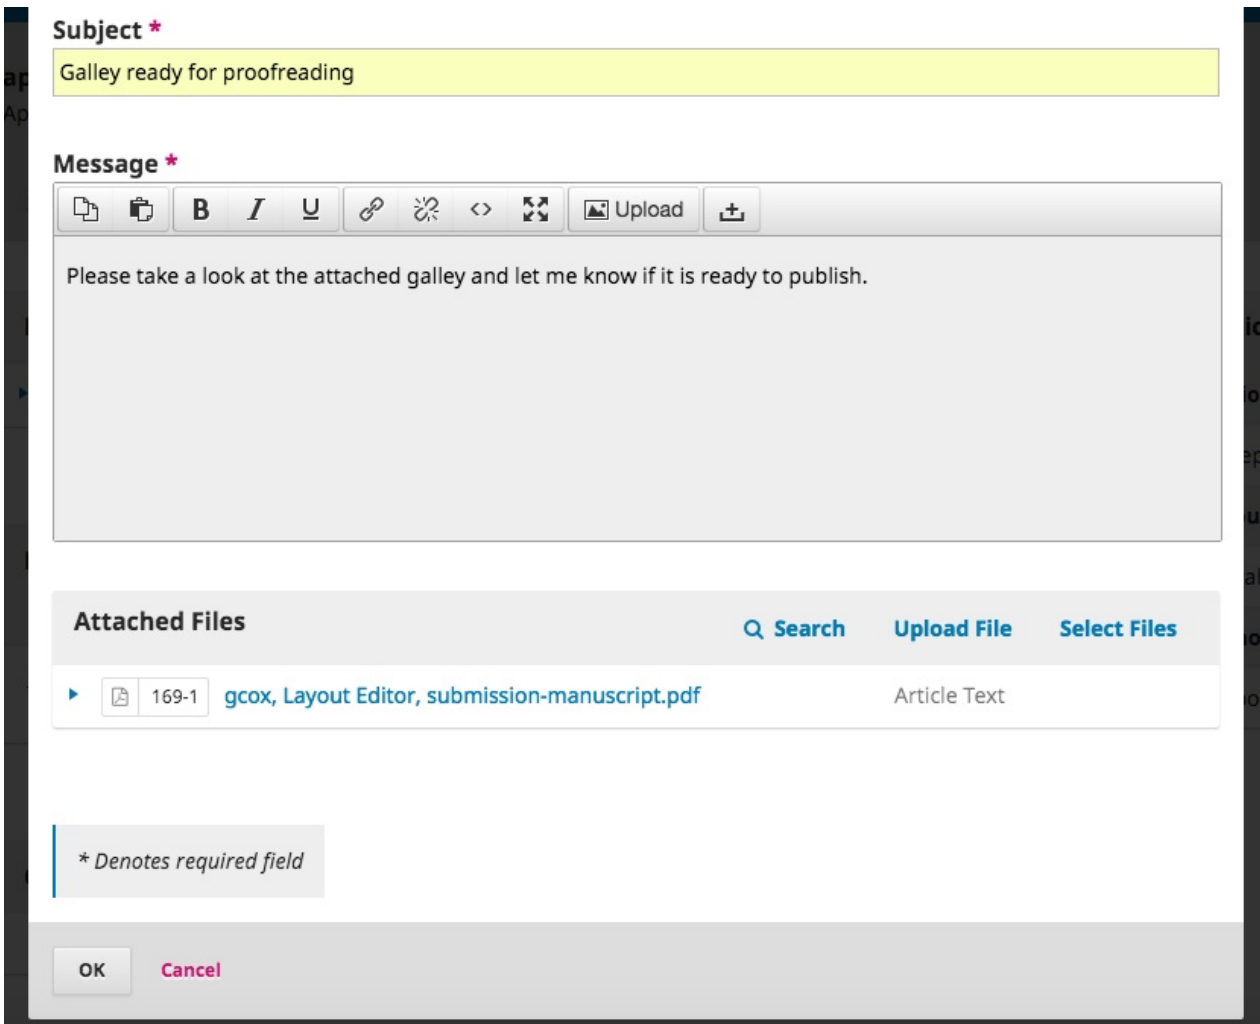 Subject *
Galley ready for proofreading
Message *
B I U <> Upload
Please take a look at the attached galley and let me know if it is ready to publish.
Attached Files Search Upload File Select Files
169-1 gcox, Layout Editor, submission-manuscript.pdf Article Text
* Denotes required field
OK Cancel